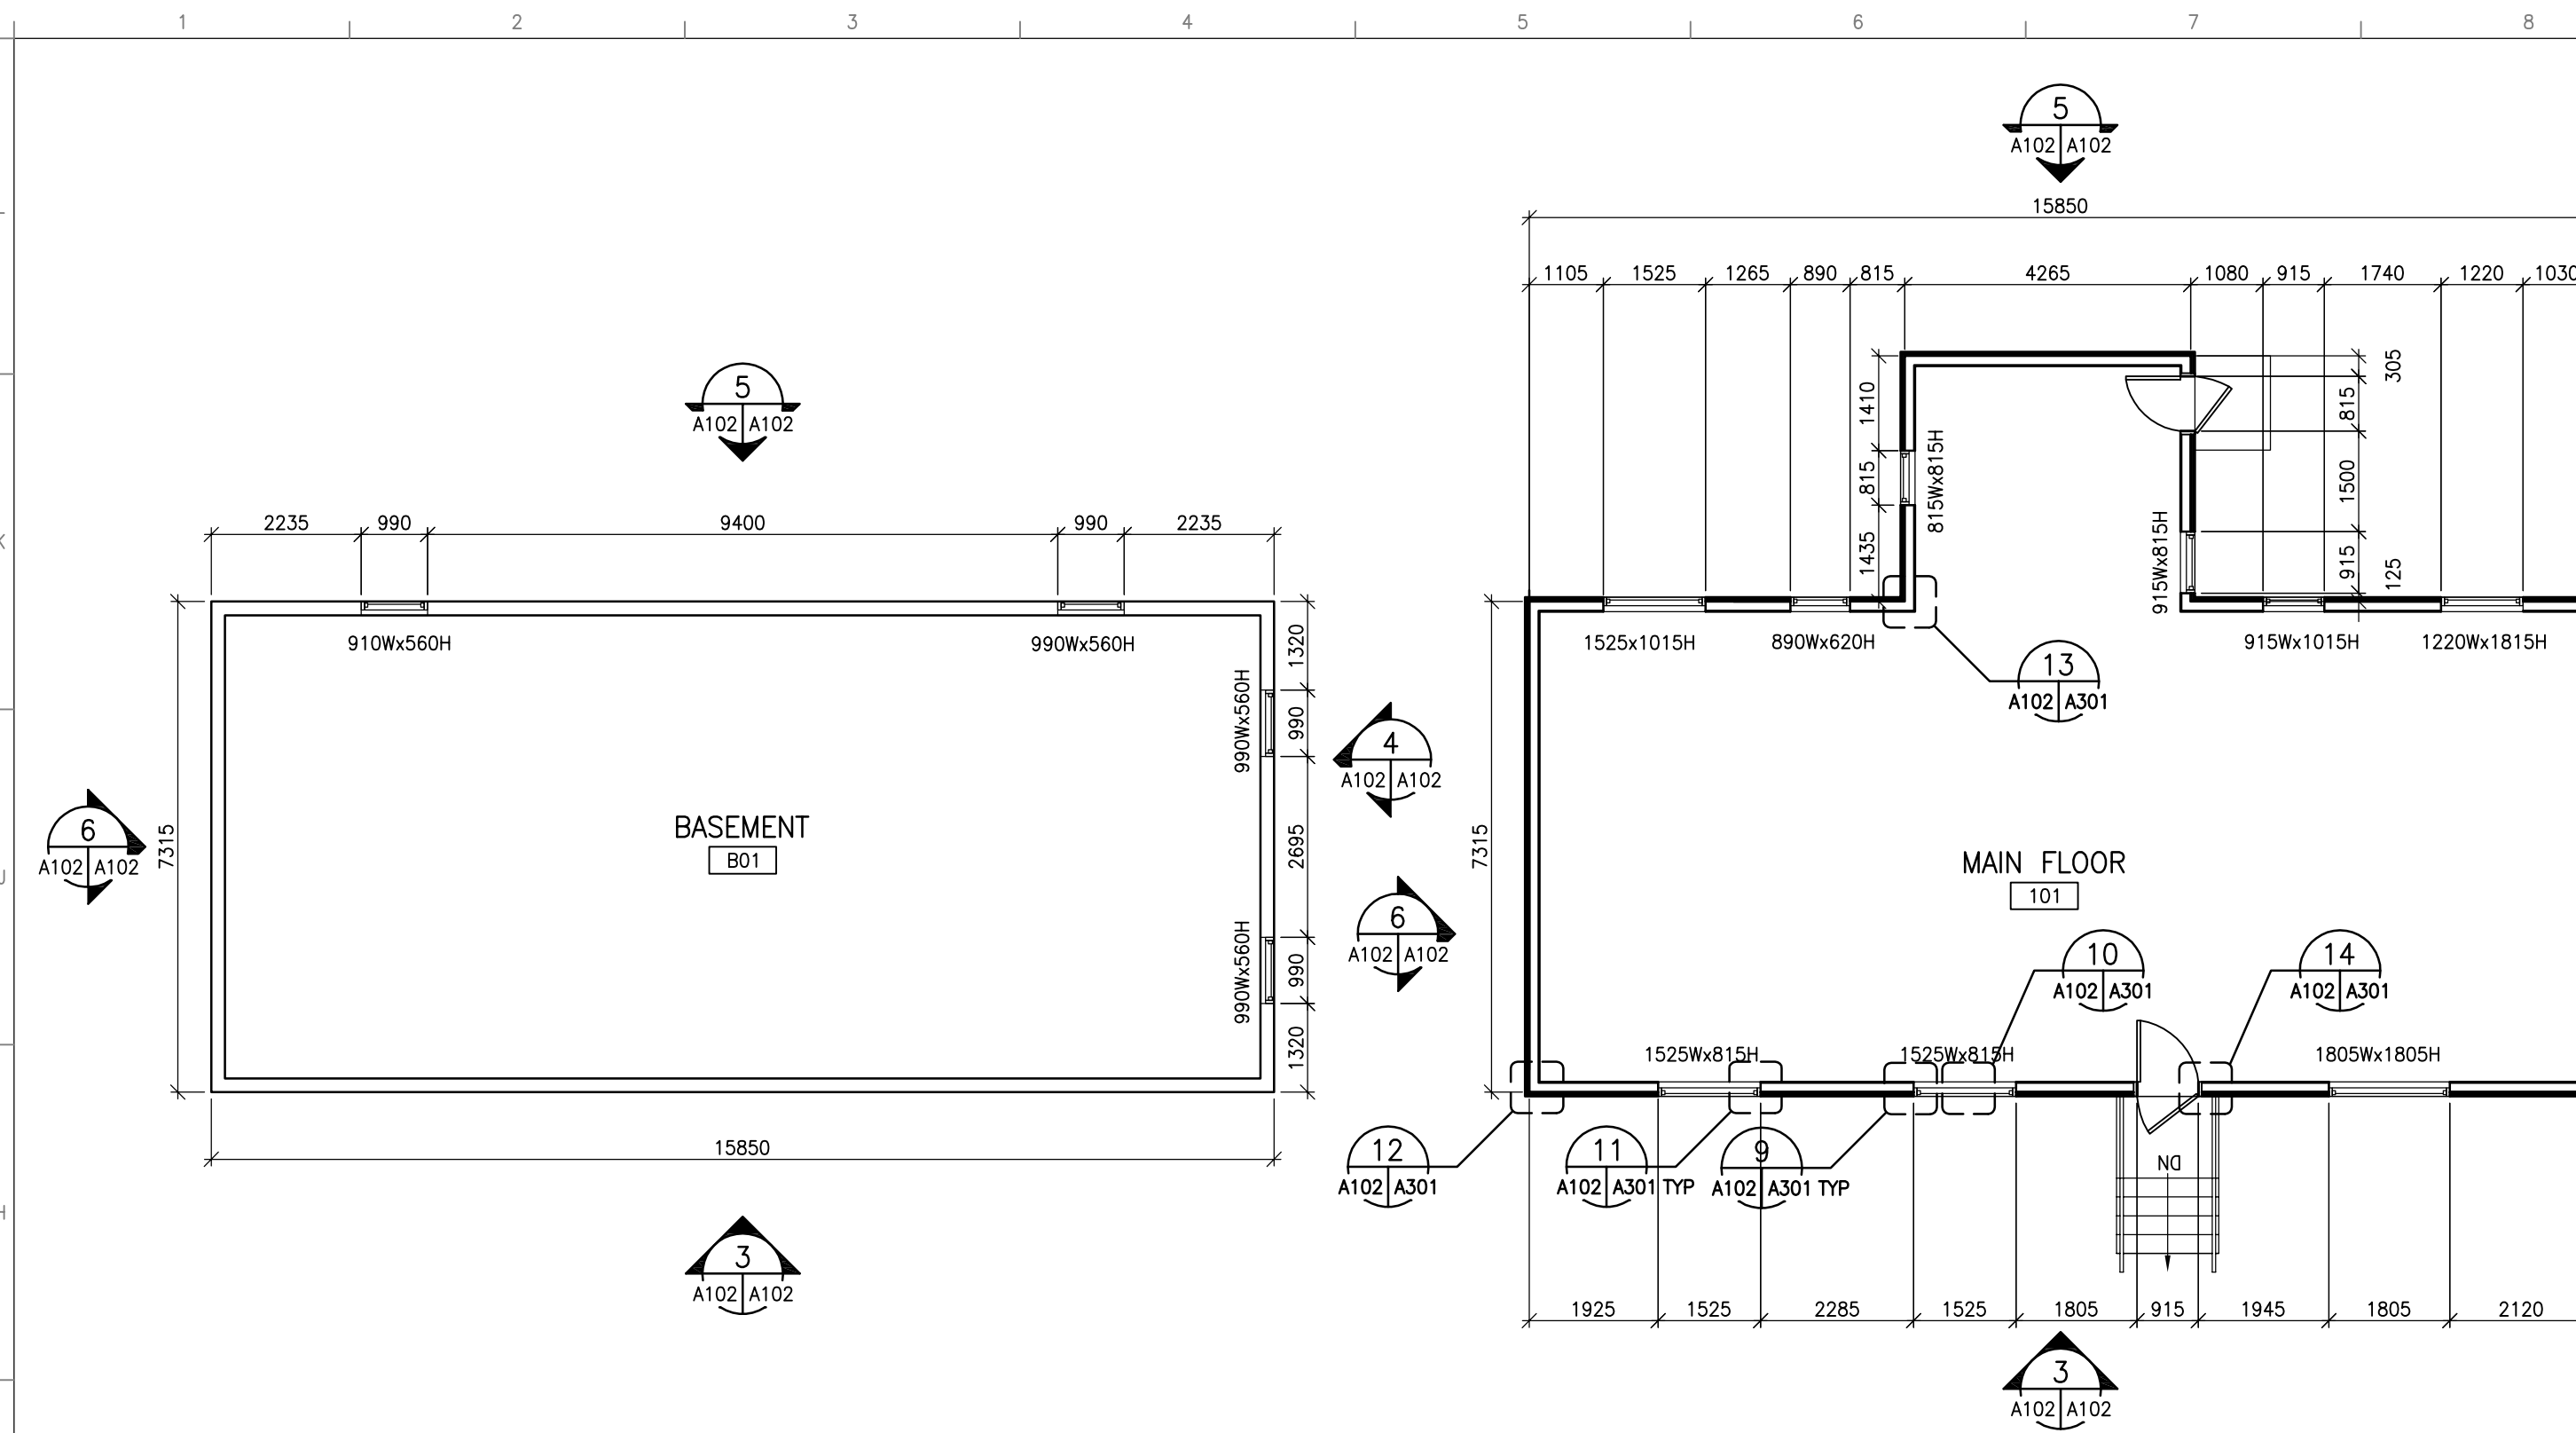 1 2 3 4 5 6 7 8
5
A102 A102
15850
1105 1525 1265 890 815 4265 1080 915 1740 1220 1030
305
815
1500
915
125
1410
815
1435
815Wx815H
915Wx815H
5
A102 A102
2235 990 9400 990 2235
910Wx560H 990Wx560H
1525x1015H 890Wx620H 915Wx1015H 1220Wx1815H
13
A102 A301
1320
990
2695
990
1320
990Wx560H
990Wx560H
4
A102 A102
6
A102 A102
7315
BASEMENT
B01
7315
MAIN FLOOR
101
6
A102 A102
10
A102 A301
14
A102 A301
1525Wx815H 1525Wx815H 1805Wx1805H
15850
12
A102 A301
11
A102 A301 TYP
9
A102 A301 TYP
DN
3
A102 A102
1925 1525 2285 1525 1805 915 1945 1805 2120
3
A102 A102
K
J
H